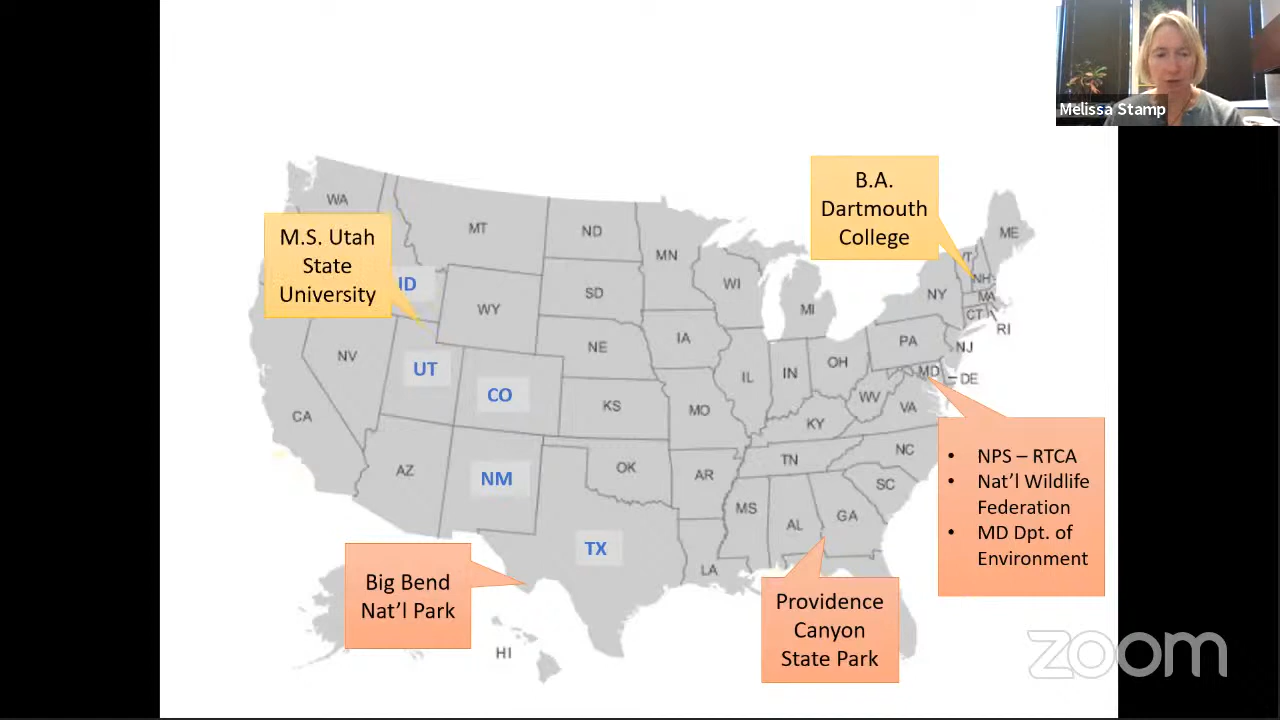 Melissa Stamp
B.A.
Dartmouth
College
M.S. Utah
State
University
WA
MT
ND
MN
ME
VT
NH
ID
SD
WI
MI
NY
MA
CT
RI
WY
IA
PA
NJ
NV
UT
NE
IL
IN
OH
MD
DE
CO
KS
MO
WV
VA
CA
KY
AZ
NM
OK
AR
TN
NC
SC
MS
AL
GA
TX
LA
HI
• NPS – RTCA
• Nat’l Wildlife
Federation
• MD Dpt. of
Environment
Big Bend
Nat’l Park
Providence
Canyon
State Park
zoom